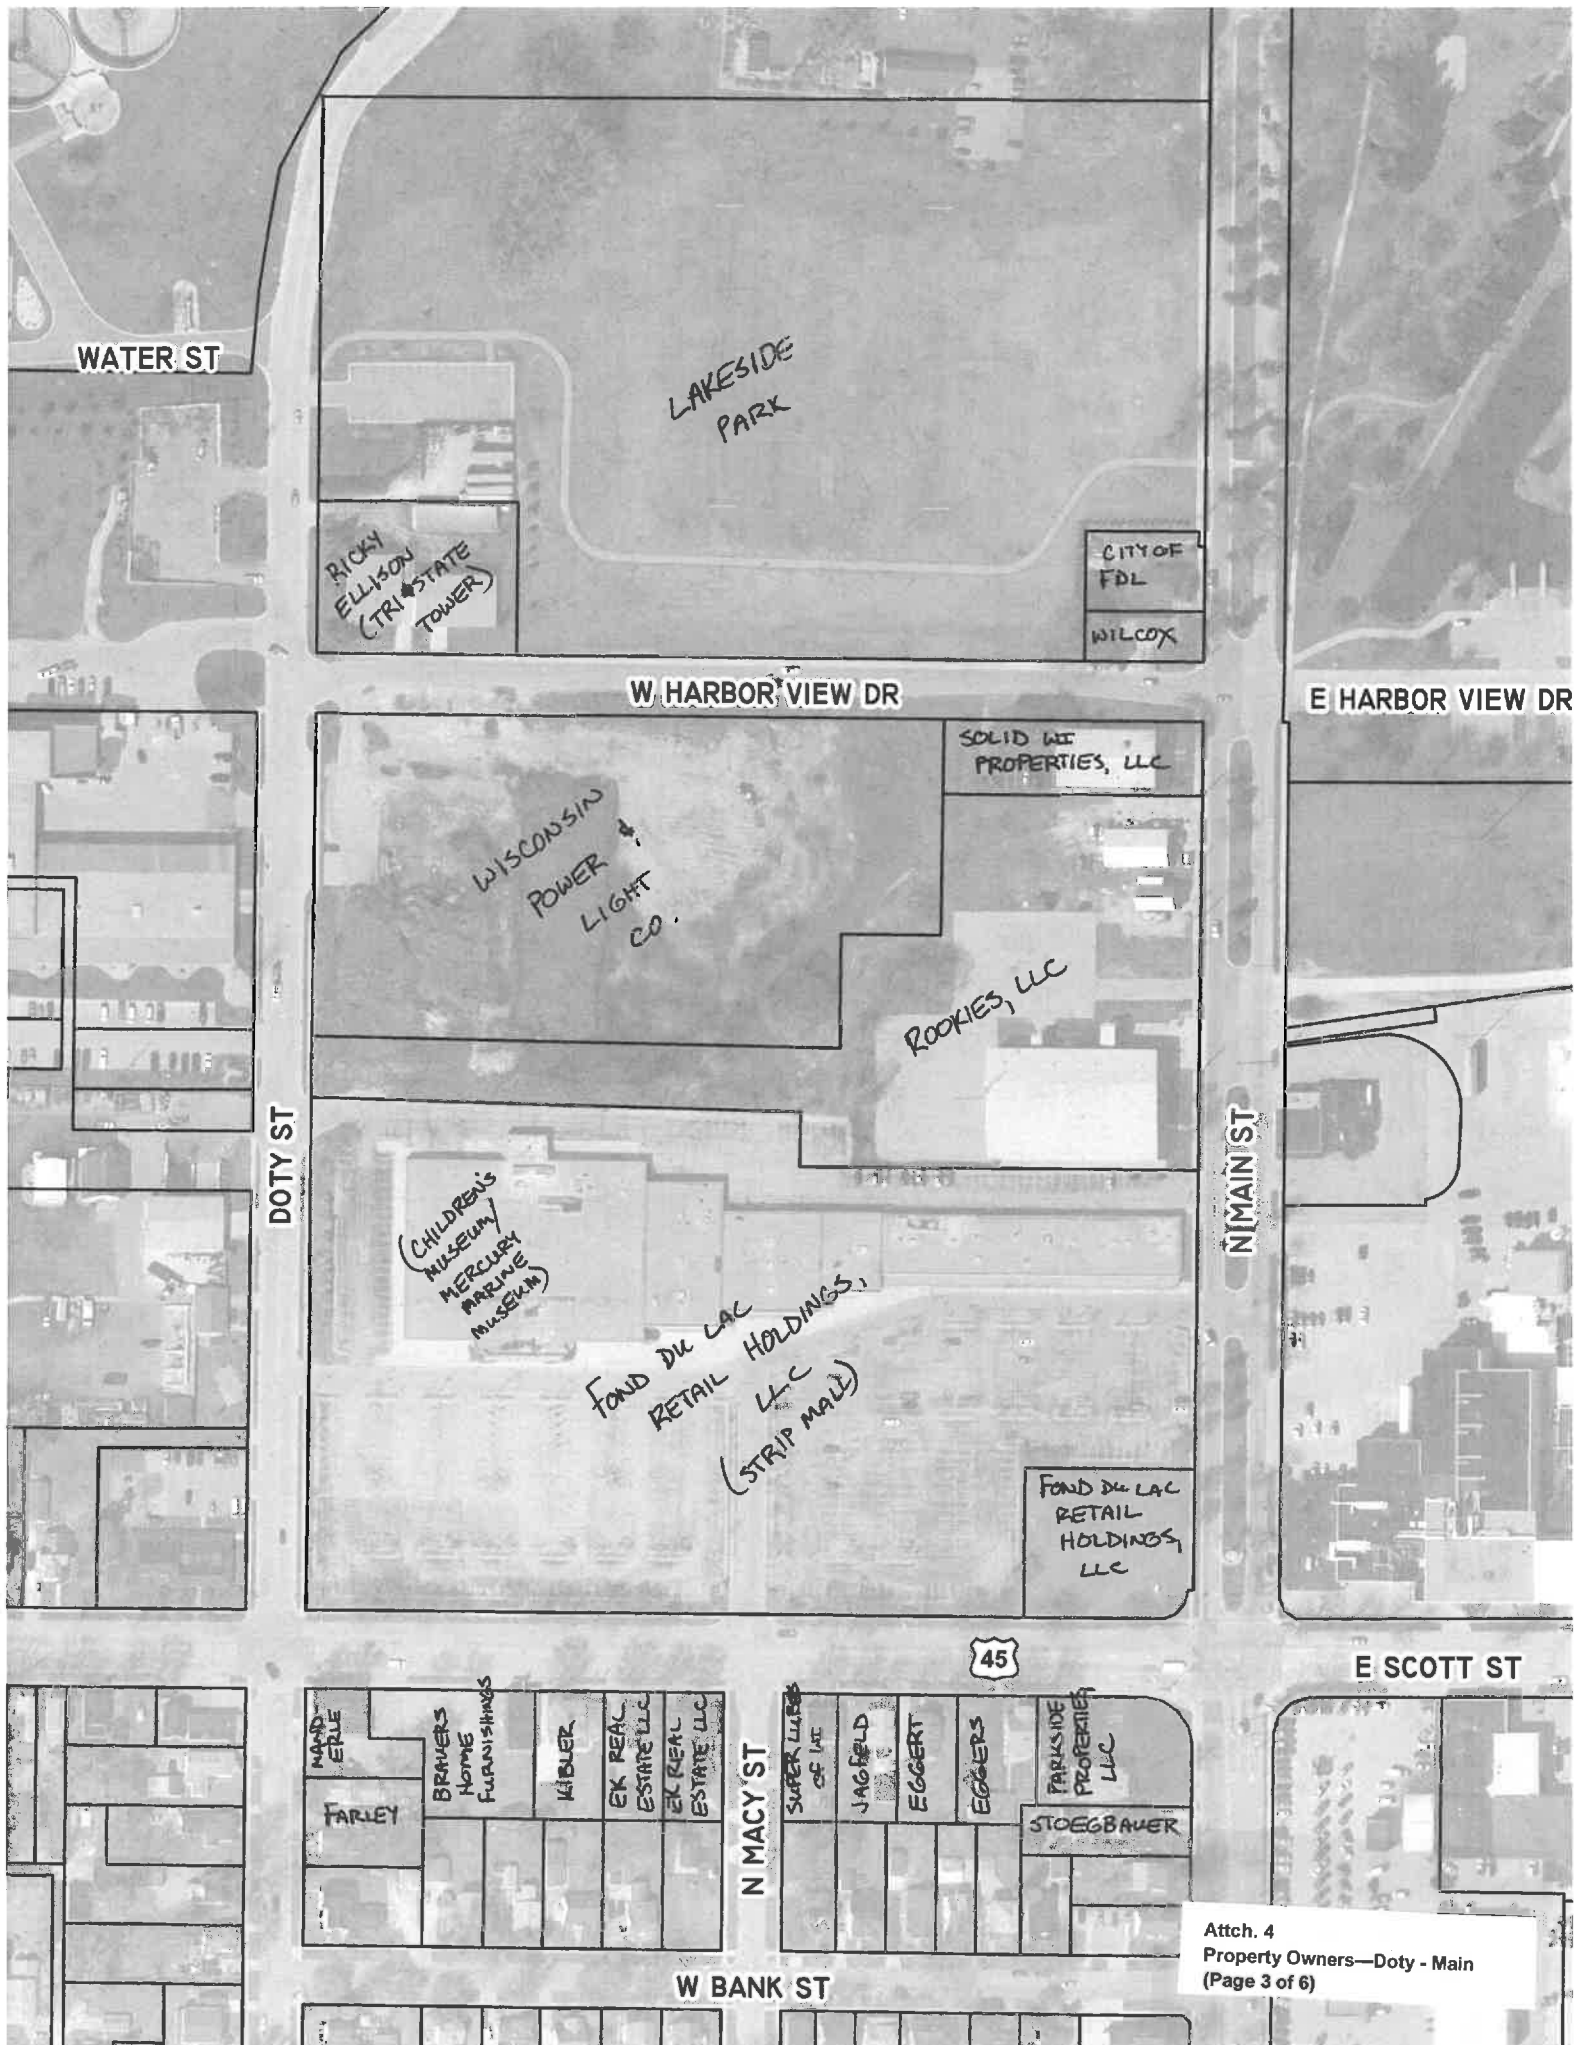 WATER ST
LAKESIDE
PARK
RICKY
ELLISON
(TRI STATE
TOWER)
CITY OF
FDL
WILCOX
W HARBOR VIEW DR
E HARBOR VIEW DR
SOLID WI
PROPERTIES, LLC
WISCONSIN
POWER &
LIGHT
CO.
ROOKIES, LLC
DOTY ST
N MAIN ST
(CHILDREN'S
MUSEUM/
MERCURY
MARINE
MUSEUM)
FOND DU LAC
RETAIL HOLDINGS,
LLC
(STRIP MALL)
FOND DU LAC
RETAIL
HOLDINGS,
LLC
45
E SCOTT ST
MAND
ERLE
FARLEY
BRAUERS
HOME
FURNISHINGS
KIBLER
EK REAL
ESTATE LLC
EK REAL
ESTATE LLC
N MACY ST
SUPER LUBES
OF WI
JAGFELD
EGGERT
EGGERS
PARKSIDE
PROPERTIES,
LLC
STOEGBAUER
W BANK ST
Attch. 4
Property Owners—Doty - Main
(Page 3 of 6)